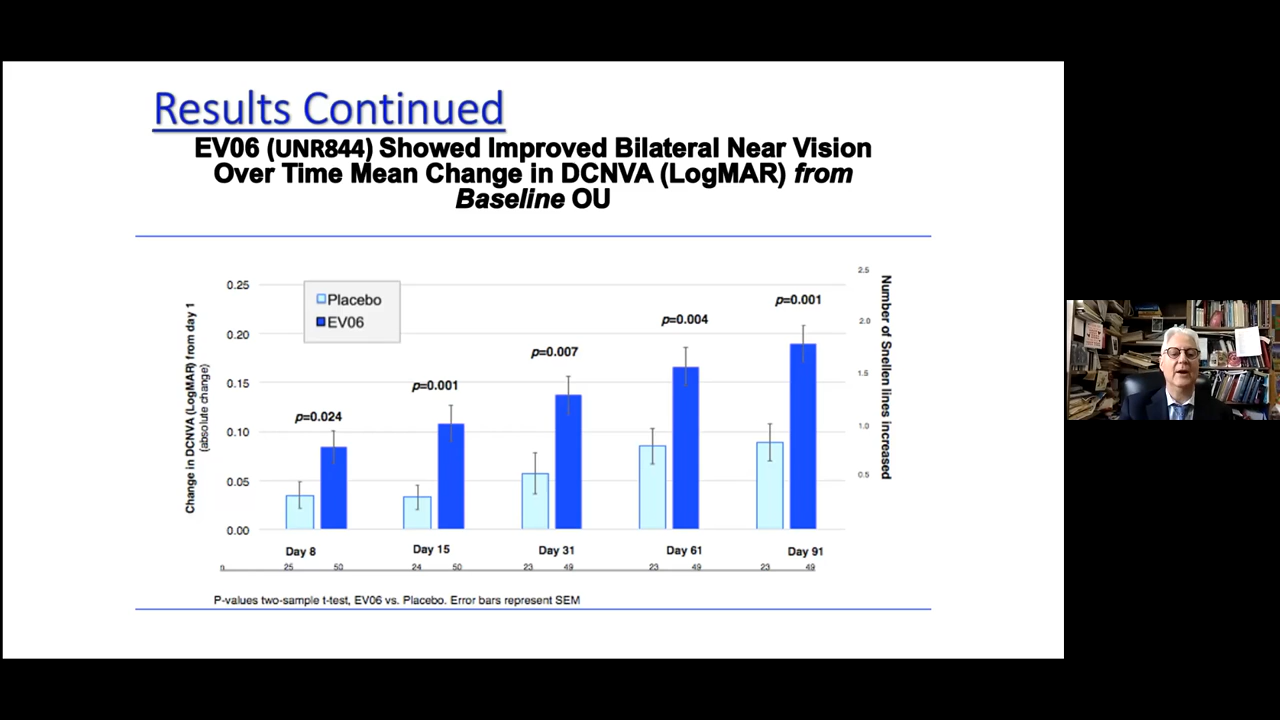 Results Continued
EV06 (UNR844) Showed Improved Bilateral Near Vision
Over Time Mean Change in DCNVA (LogMAR) from
Baseline OU
Change in DCNVA (LogMAR) from day 1
(absolute change)
0.25
0.20
0.15
0.10
0.05
0.00
Placebo
EV06
p=0.024
p=0.001
p=0.007
p=0.004
p=0.001
2.5
2.0
1.5
1.0
0.5
Number of Snellen lines increased
Day 8
Day 15
Day 31
Day 61
Day 91
n 25 50 24 50 23 49 23 49 23 49
P-values two-sample t-test, EV06 vs. Placebo. Error bars represent SEM